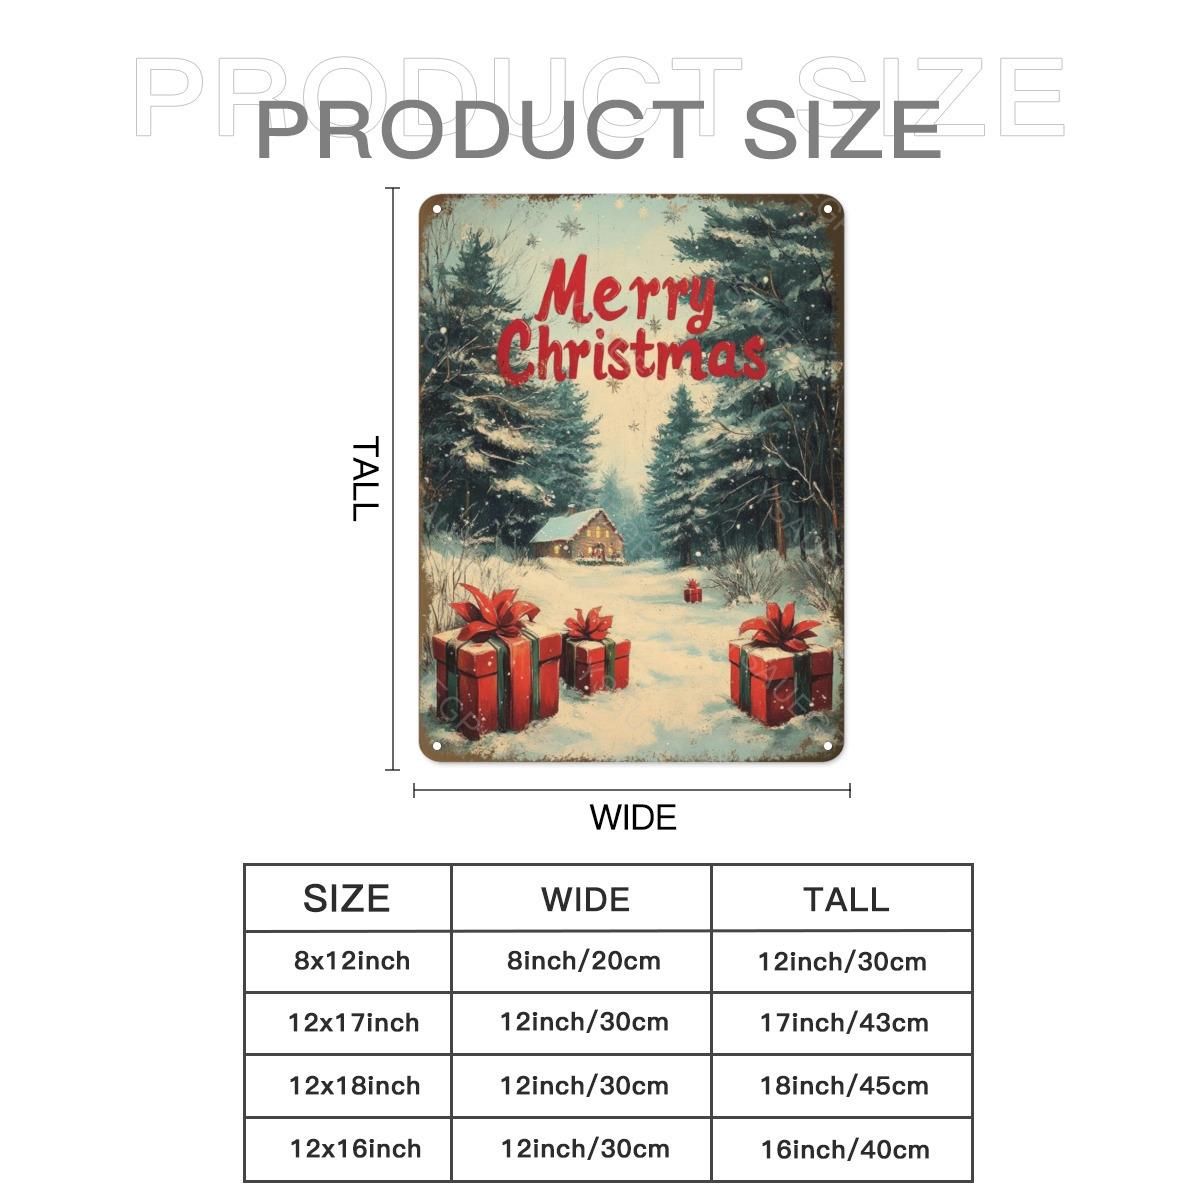 PRODUCT SIZE
PRODUCT SIZE
Merry
Christmas
TALL
WIDE
SIZE WIDE TALL
8x12inch 8inch/20cm 12inch/30cm
12x17inch 12inch/30cm 17inch/43cm
12x18inch 12inch/30cm 18inch/45cm
12x16inch 12inch/30cm 16inch/40cm